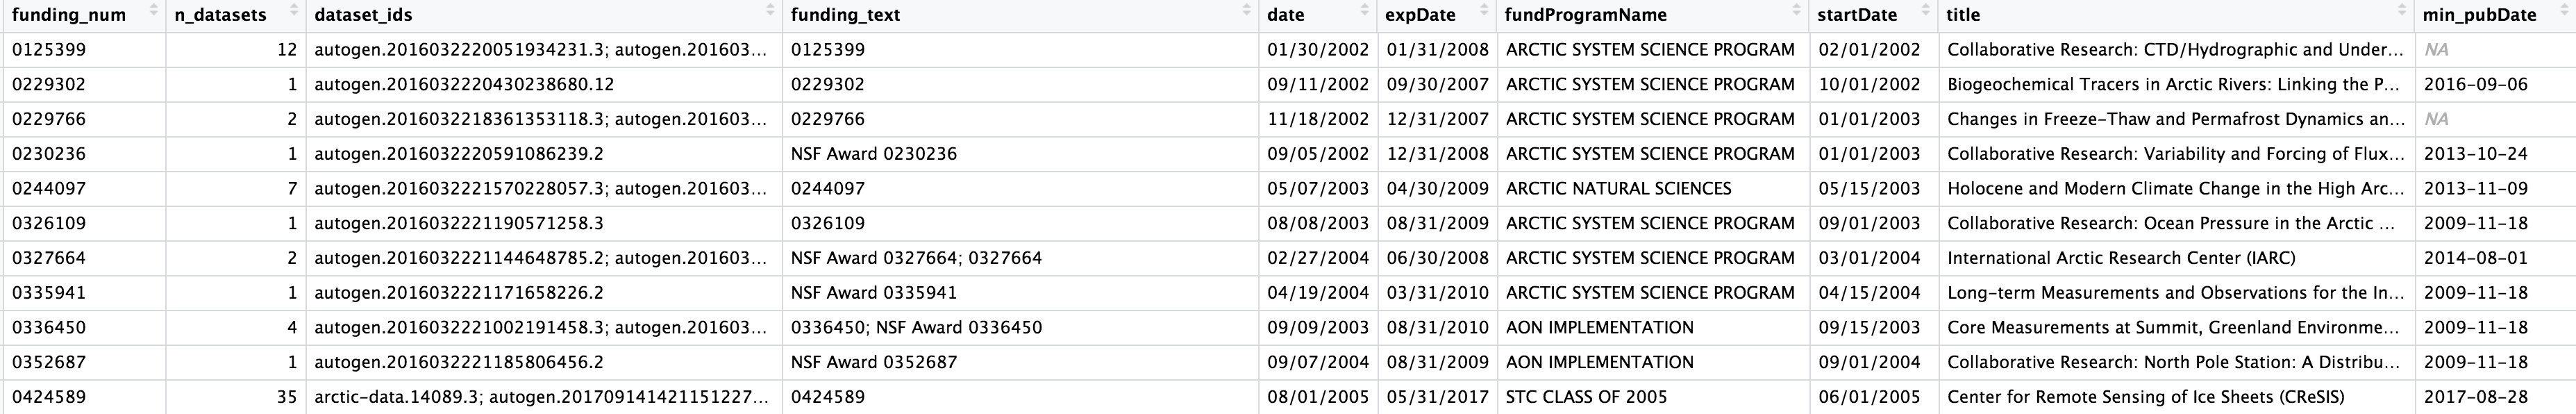 funding_num n_datasets dataset_ids funding_text date expDate fundProgramName startDate title min_pubDate
0125399 12 autogen.2016032220051934231.3; autogen.201603... 0125399 01/30/2002 01/31/2008 ARCTIC SYSTEM SCIENCE PROGRAM 02/01/2002 Collaborative Research: CTD/Hydrographic and Under... NA
0229302 1 autogen.2016032220430238680.12 0229302 09/11/2002 09/30/2007 ARCTIC SYSTEM SCIENCE PROGRAM 10/01/2002 Biogeochemical Tracers in Arctic Rivers: Linking the P... 2016-09-06
0229766 2 autogen.2016032218361353118.3; autogen.201603... 0229766 11/18/2002 12/31/2007 ARCTIC SYSTEM SCIENCE PROGRAM 01/01/2003 Changes in Freeze-Thaw and Permafrost Dynamics an... NA
0230236 1 autogen.2016032220591086239.2 NSF Award 0230236 09/05/2002 12/31/2008 ARCTIC SYSTEM SCIENCE PROGRAM 01/01/2003 Collaborative Research: Variability and Forcing of Flux... 2013-10-24
0244097 7 autogen.2016032221570228057.3; autogen.201603... 0244097 05/07/2003 04/30/2009 ARCTIC NATURAL SCIENCES 05/15/2003 Holocene and Modern Climate Change in the High Arc... 2013-11-09
0326109 1 autogen.2016032221190571258.3 0326109 08/08/2003 08/31/2009 ARCTIC SYSTEM SCIENCE PROGRAM 09/01/2003 Collaborative Research: Ocean Pressure in the Arctic ... 2009-11-18
0327664 2 autogen.2016032221144648785.2; autogen.201603... NSF Award 0327664; 0327664 02/27/2004 06/30/2008 ARCTIC SYSTEM SCIENCE PROGRAM 03/01/2004 International Arctic Research Center (IARC) 2014-08-01
0335941 1 autogen.2016032221171658226.2 NSF Award 0335941 04/19/2004 03/31/2010 ARCTIC SYSTEM SCIENCE PROGRAM 04/15/2004 Long-term Measurements and Observations for the In... 2009-11-18
0336450 4 autogen.2016032221002191458.3; autogen.201603... 0336450; NSF Award 0336450 09/09/2003 08/31/2010 AON IMPLEMENTATION 09/15/2003 Core Measurements at Summit, Greenland Environme... 2009-11-18
0352687 1 autogen.2016032221185806456.2 NSF Award 0352687 09/07/2004 08/31/2009 AON IMPLEMENTATION 09/01/2004 Collaborative Research: North Pole Station: A Distribu... 2009-11-18
0424589 35 arctic-data.14089.3; autogen.201709141421151227... 0424589 08/01/2005 05/31/2017 STC CLASS OF 2005 06/01/2005 Center for Remote Sensing of Ice Sheets (CReSIS) 2017-08-28